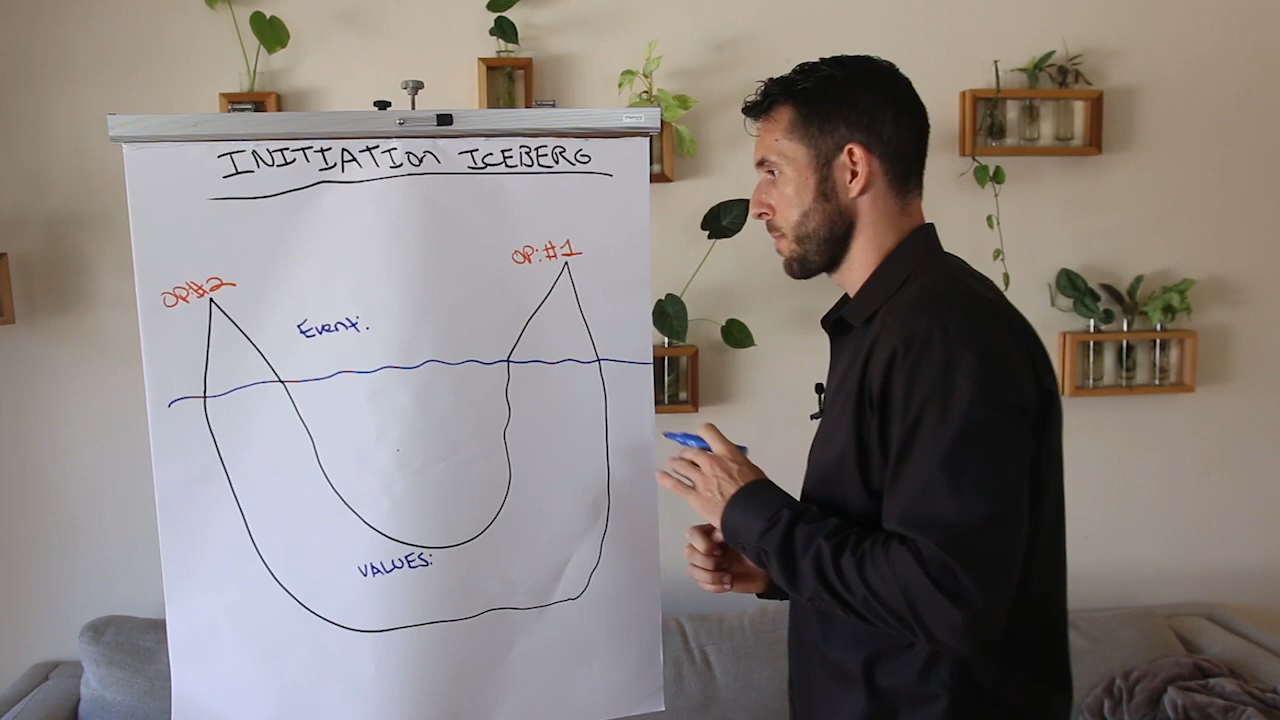 INITIATION ICEBERG
OP:#1
OP:#2
Event:
VALUES: